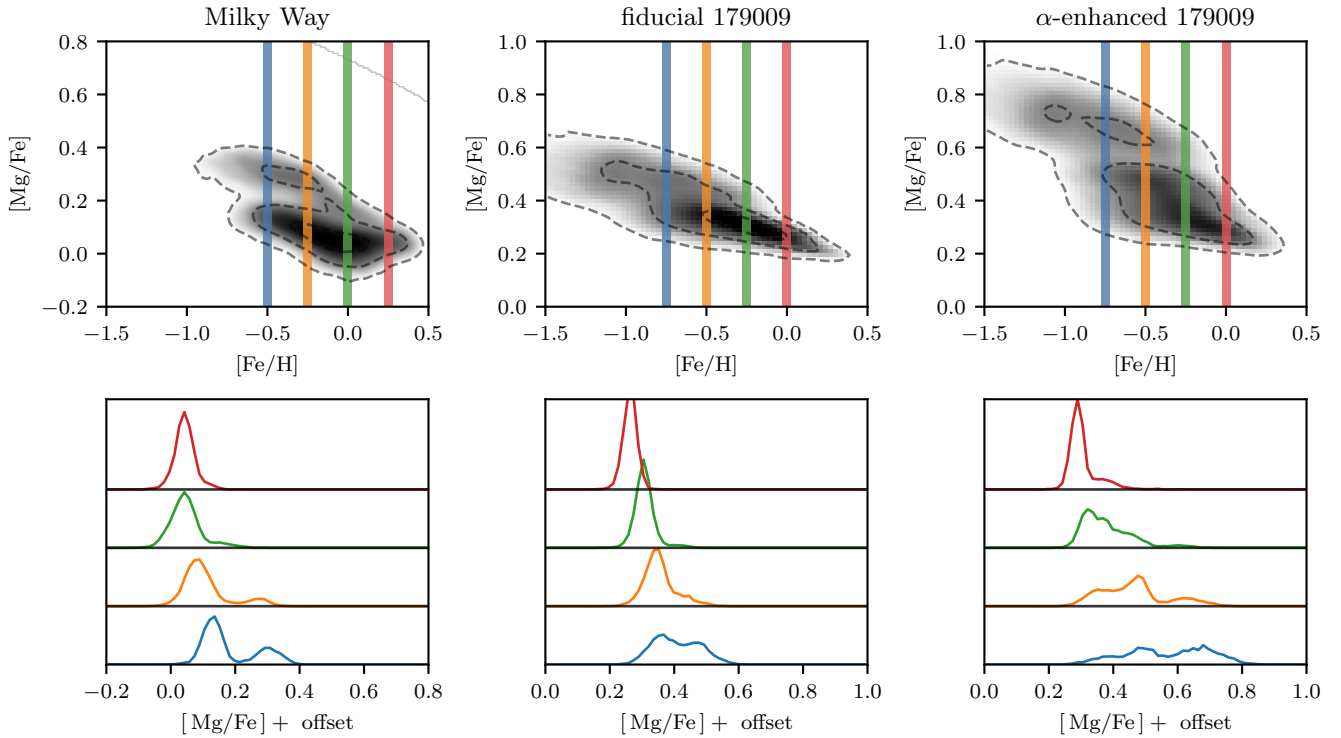 Milky Way
fiducial 179009
α-enhanced 179009
[Mg/Fe]
0.8
0.6
0.4
0.2
0.0
−0.2
−1.5 −1.0 −0.5 0.0 0.5
[Fe/H]
[Mg/Fe]
1.0
0.8
0.6
0.4
0.2
0.0
−1.5 −1.0 −0.5 0.0 0.5
[Fe/H]
[Mg/Fe]
1.0
0.8
0.6
0.4
0.2
0.0
−1.5 −1.0 −0.5 0.0 0.5
[Fe/H]
−0.2 0.0 0.2 0.4 0.6 0.8
[Mg/Fe] + offset
0.0 0.2 0.4 0.6 0.8 1.0
[Mg/Fe] + offset
0.0 0.2 0.4 0.6 0.8 1.0
[Mg/Fe] + offset